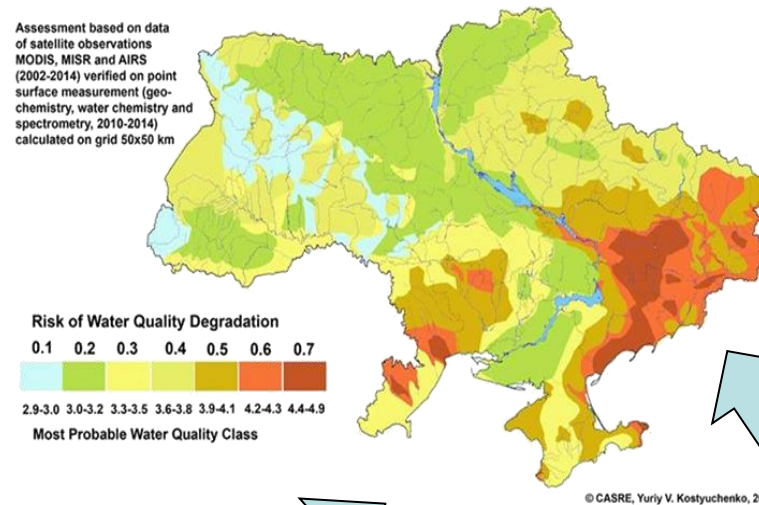 Assessment based on data
of satellite observations
MODIS, MISR and AIRS
(2002-2014) verified on point
surface measurement (geo-
chemistry, water chemistry and
spectrometry, 2010-2014)
calculated on grid 50x50 km
Risk of Water Quality Degradation
0.1 0.2 0.3 0.4 0.5 0.6 0.7
2.9-3.0 3.0-3.2 3.3-3.5 3.6-3.8 3.9-4.1 4.2-4.3 4.4-4.9
Most Probable Water Quality Class
© CASRE, Yuriy V. Kostyuchenko,